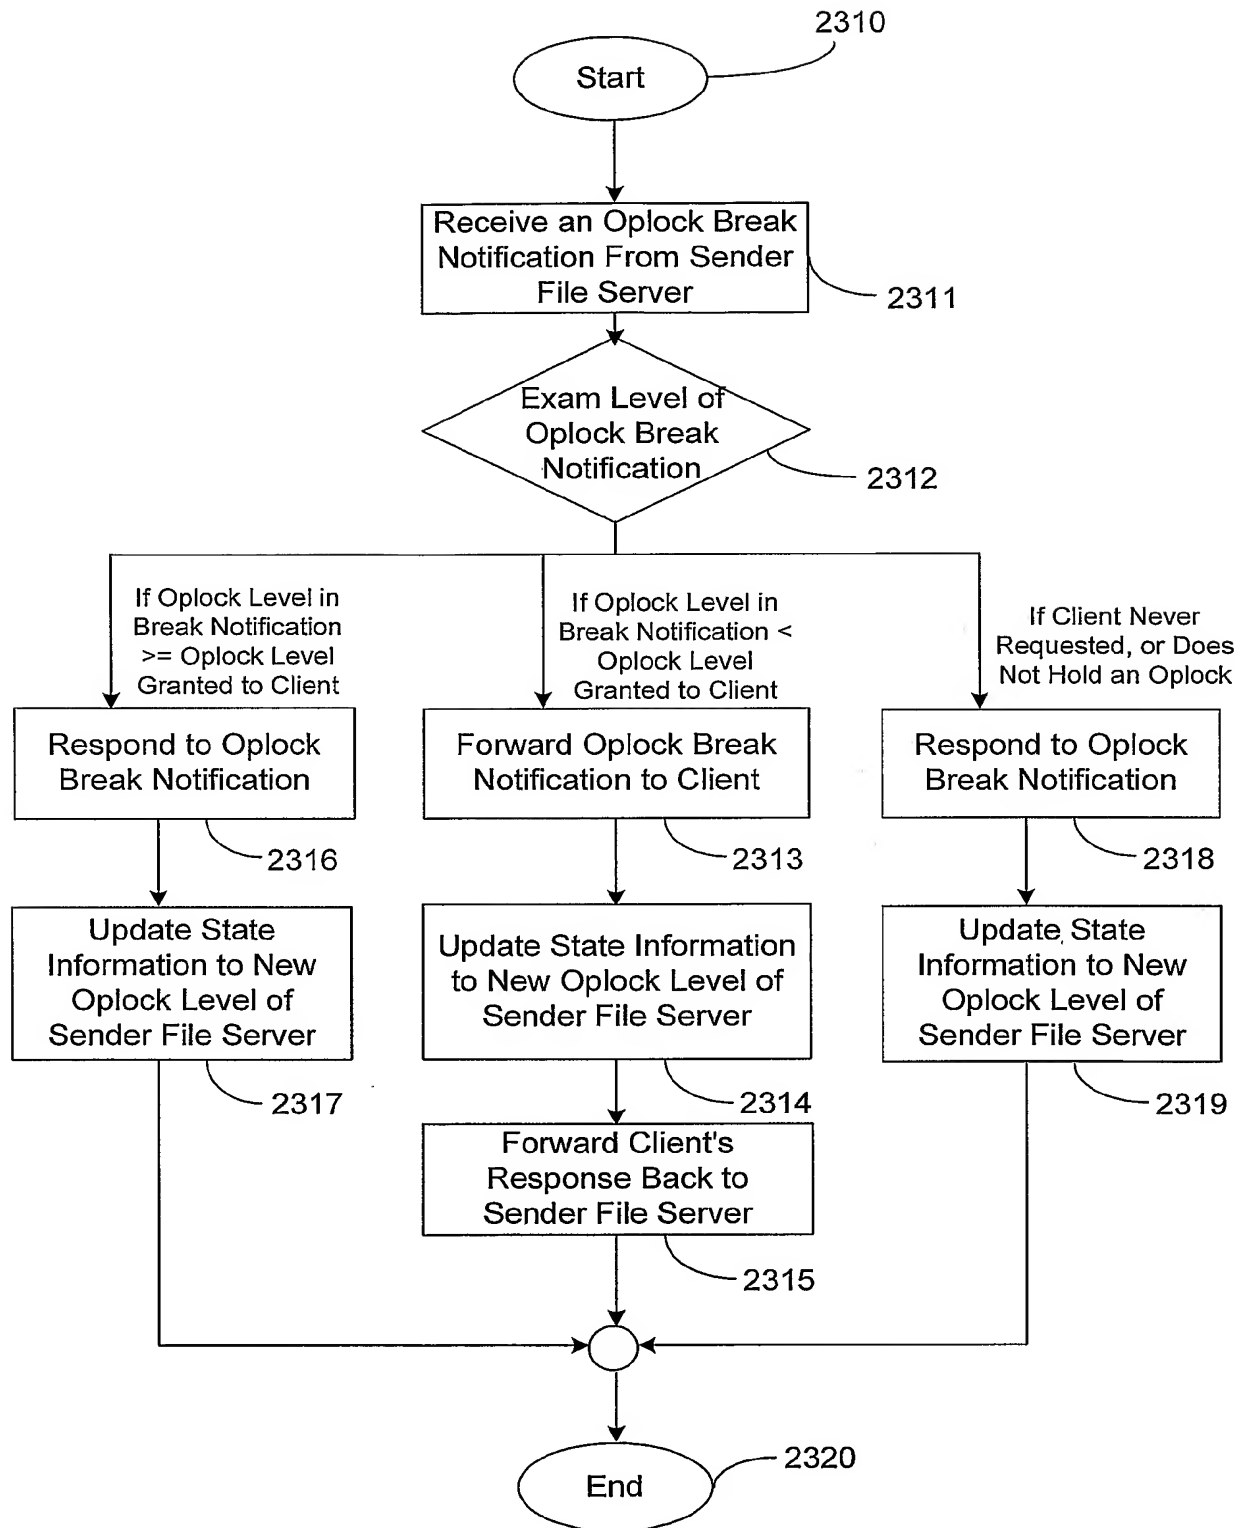 2310
Start
Receive an Oplock Break
Notification From Sender
File Server
2311
Exam Level of
Oplock Break
Notification
2312
If Oplock Level in
Break Notification
>= Oplock Level
Granted to Client
If Oplock Level in
Break Notification <
Oplock Level
Granted to Client
If Client Never
Requested, or Does
Not Hold an Oplock
Respond to Oplock
Break Notification
2316
Forward Oplock Break
Notification to Client
2313
Respond to Oplock
Break Notification
2318
Update State
Information to New
Oplock Level of
Sender File Server
2317
Update State Information
to New Oplock Level of
Sender File Server
2314
Update State
Information to New
Oplock Level of
Sender File Server
2319
Forward Client's
Response Back to
Sender File Server
2315
End
2320